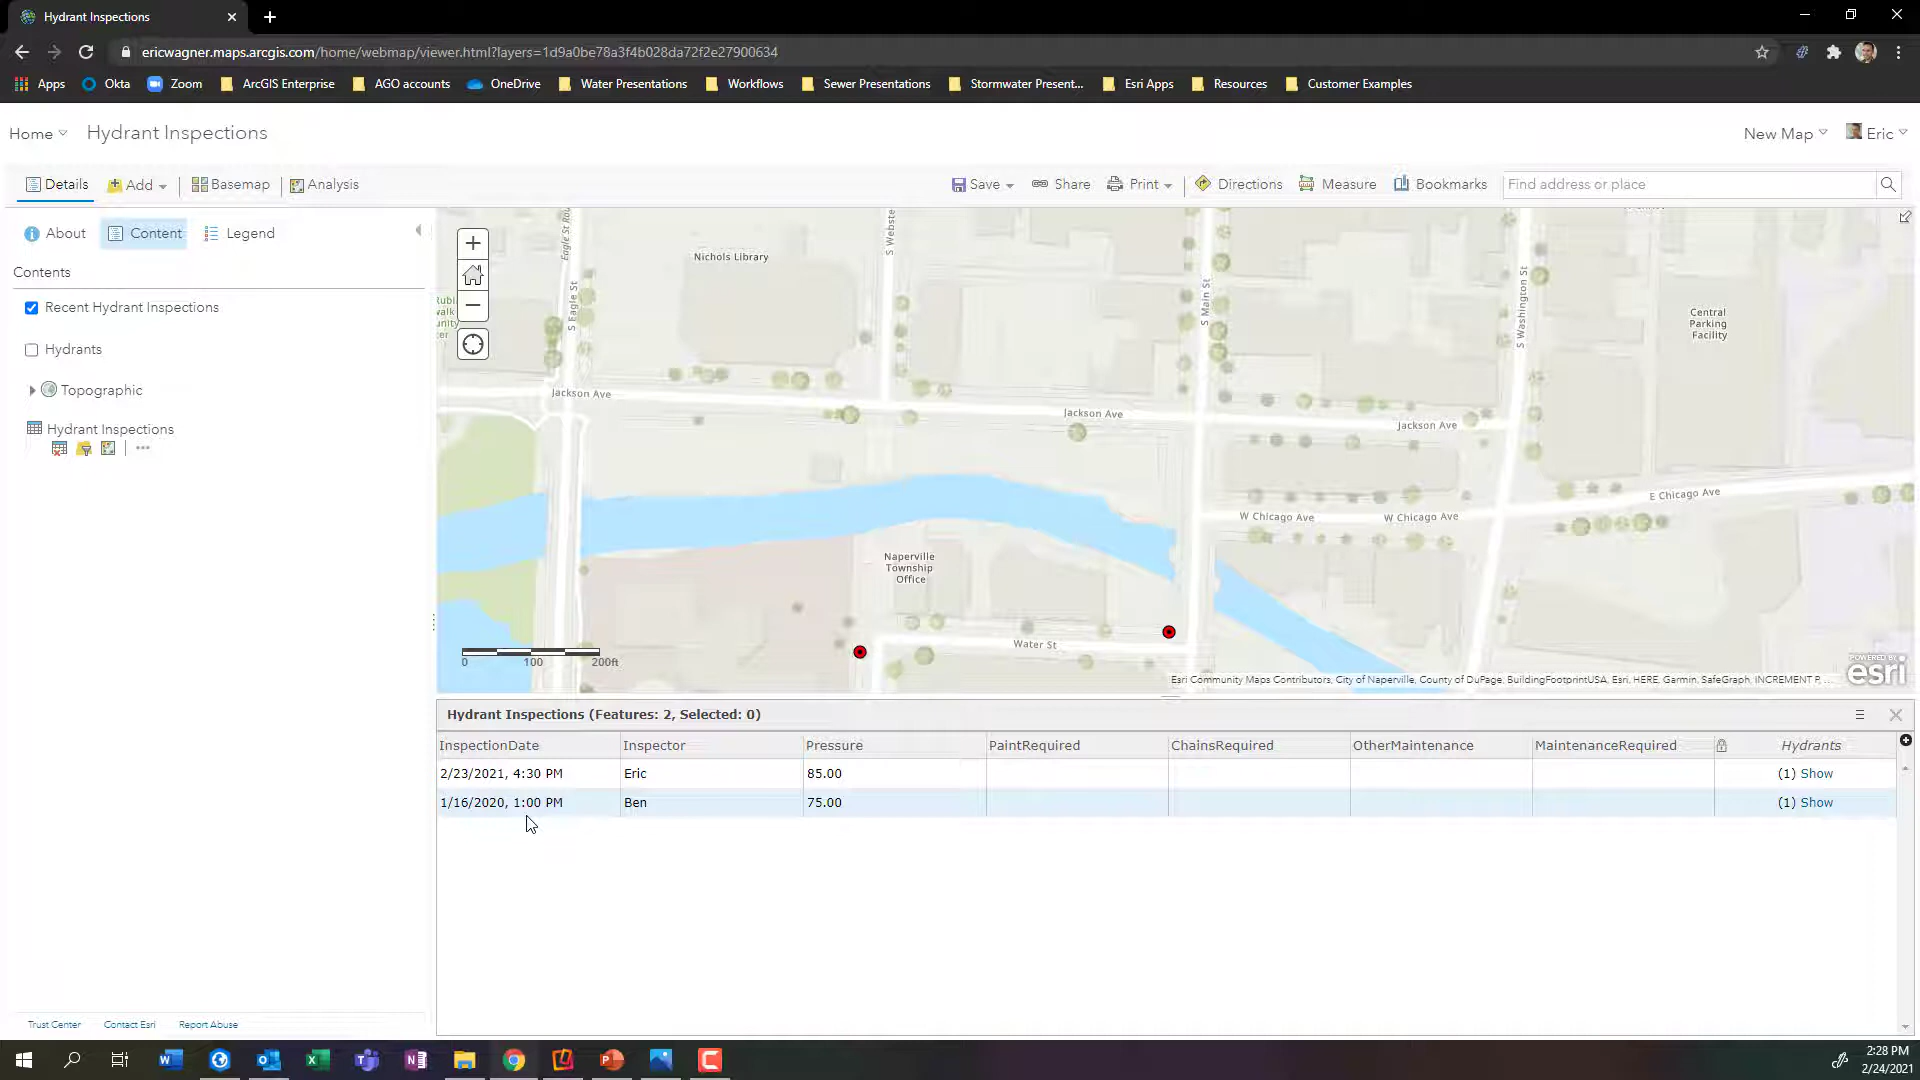 Hydrant Inspections
ericwagner.maps.arcgis.com/home/webmap/viewer.html?layers=1d9a0be78a3f4b028da72f2e27900634
Apps Okta Zoom ArcGIS Enterprise AGO accounts OneDrive Water Presentations Workflows Sewer Presentations Stormwater Present... Esri Apps Resources Customer Examples
Home Hydrant Inspections New Map Eric
Details Add Basemap Analysis Save Share Print Directions Measure Bookmarks Find address or place
About Content Legend
Contents
Recent Hydrant Inspections
Hydrants
Topographic
Hydrant Inspections
Nichols Library
S Eagle St
S Main St
S Washington St
Central
Parking
Facility
Jackson Ave
Jackson Ave
Jackson Ave
E Chicago Ave
W Chicago Ave
W Chicago Ave
Naperville
Township
Office
Water St
0 100 200ft
POWERED BY
esri
Esri Community Maps Contributors, City of Naperville, County of DuPage, BuildingFootprintUSA, Esri, HERE, Garmin, SafeGraph, INCREMENT P, ...
Hydrant Inspections (Features: 2, Selected: 0)
InspectionDate Inspector Pressure PaintRequired ChainsRequired OtherMaintenance MaintenanceRequired Hydrants
2/23/2021, 4:30 PM Eric 85.00 (1) Show
1/16/2020, 1:00 PM Ben 75.00 (1) Show
Trust Center Contact Esri Report Abuse
2:28 PM
2/24/2021